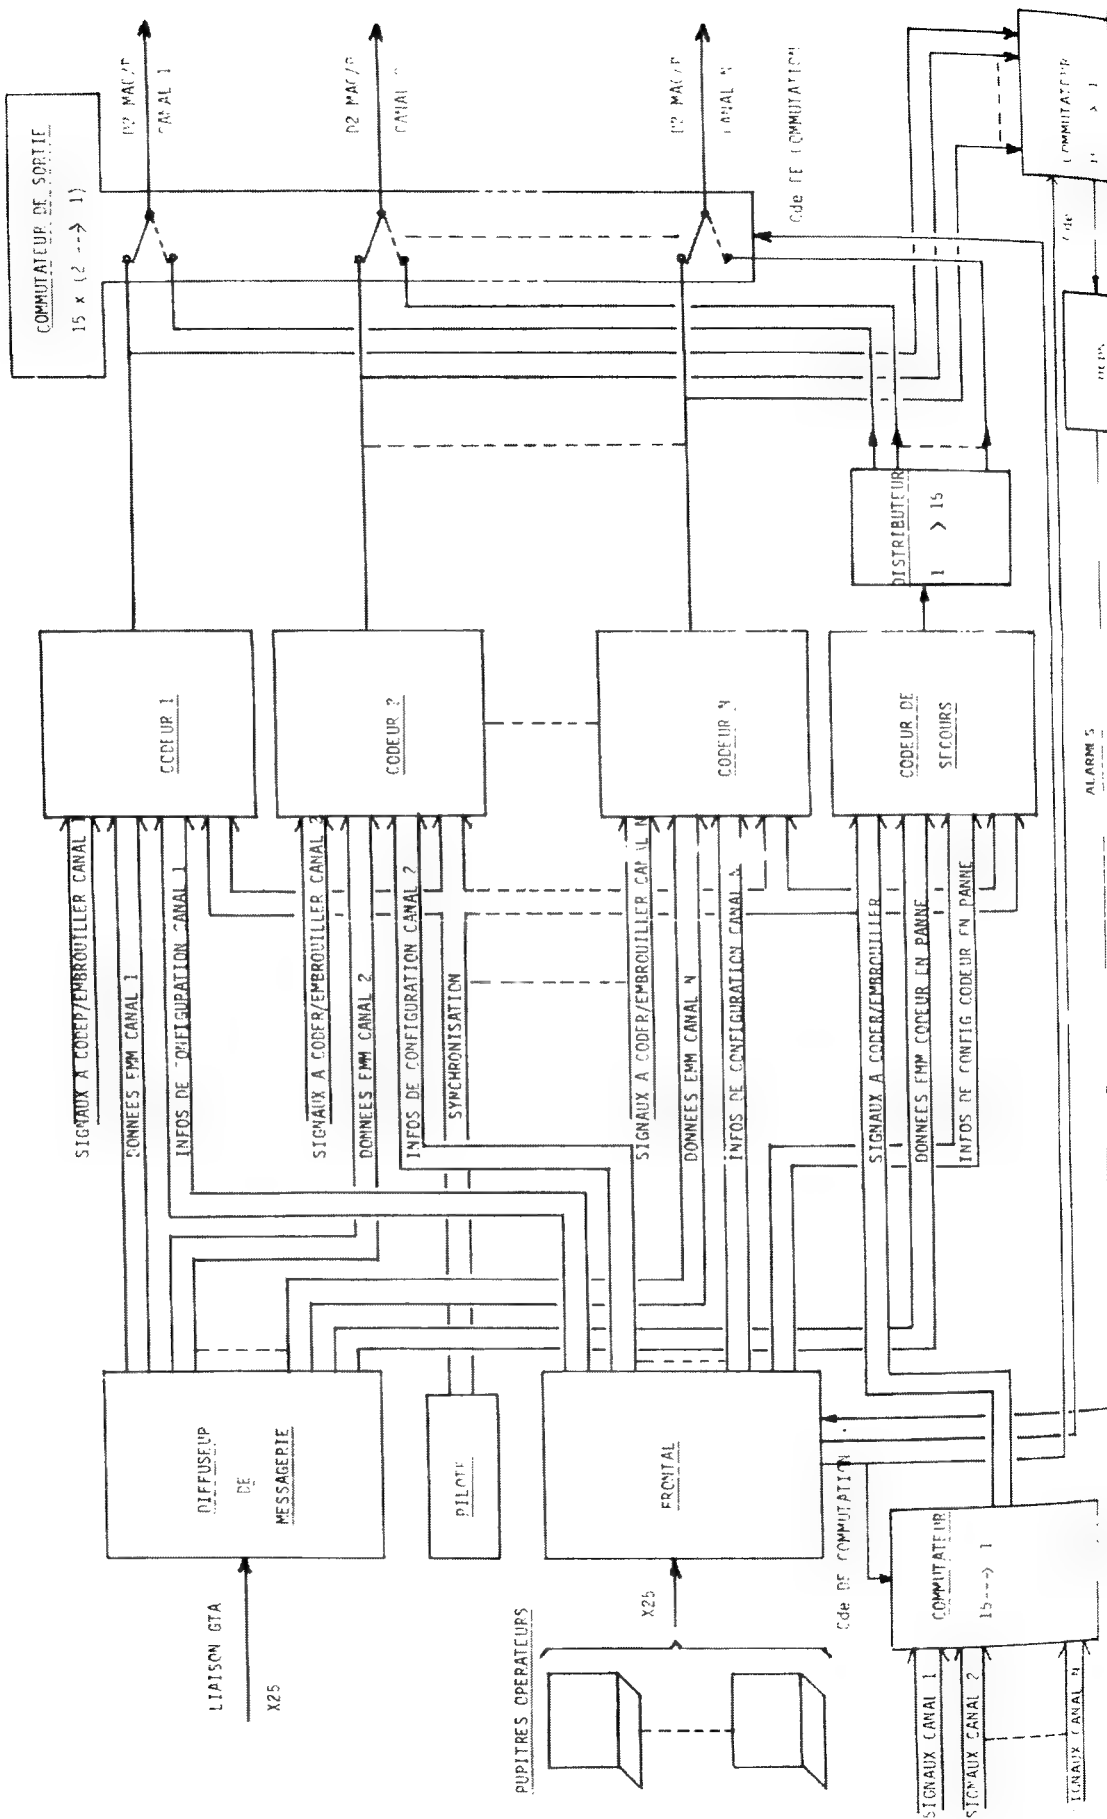 COMMUTATEUR DE SORTIE
15 x (2 --> 1)
D2 MAC/P
CANAL 1
D2 MAC/P
CANAL
D2 MAC/P
CANAL N
Cde DE COMMUTATION
COMMUTATEUR
1
Cde
CODEUR 1
CODEUR 2
CODEUR N
CODEUR DE
SECOURS
DISTRIBUTEUR
1 > 15
SIGNAUX A CODEP/EMBROUILLER CANAL 1
DONNEES EMM CANAL 1
INFOS DE CONFIGURATION CANAL 1
SIGNAUX A CODER/EMBROUILLER CANAL 2
DONNEES EMM CANAL 2
INFOS DE CONFIGURATION CANAL 2
SYNCHRONISATION
SIGNAUX A CODER/EMBROUILLER CANAL N
DONNEES EMM CANAL N
INFOS DE CONFIGURATION CANAL N
SIGNAUX A CODER/EMBROUILLER
DONNEES EMM CODEUR EN PANNE
INFOS DE CONFIG CODEUR EN PANNE
ALARMES
DIFFUSEUP
DE
MESSAGERIE
PILOTE
FRONTAL
LIAISON GTA
X25
PUPITRES OPERATEURS
X25
Cde DE COMMUTATION
COMMUTATEUR
15---> 1
SIGNAUX CANAL 1
SIGNAUX CANAL 2
SIGNAUX CANAL N